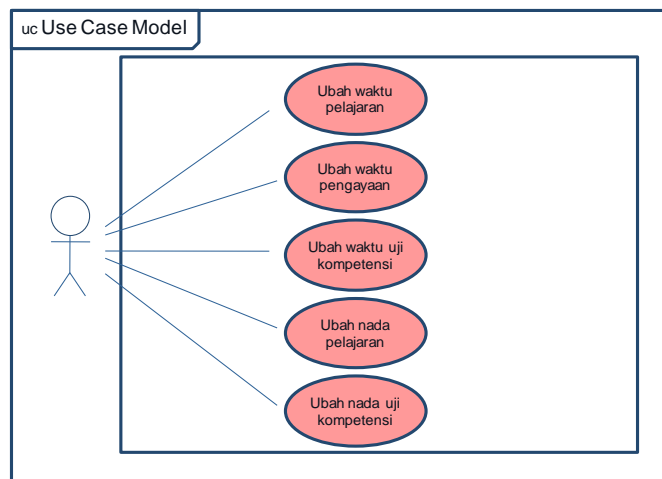 uc Use Case Model
Ubah waktu
pelajaran
Ubah waktu
pengayaan
Ubah waktu uji
kompetensi
Ubah nada
pelajaran
Ubah nada uji
kompetensi